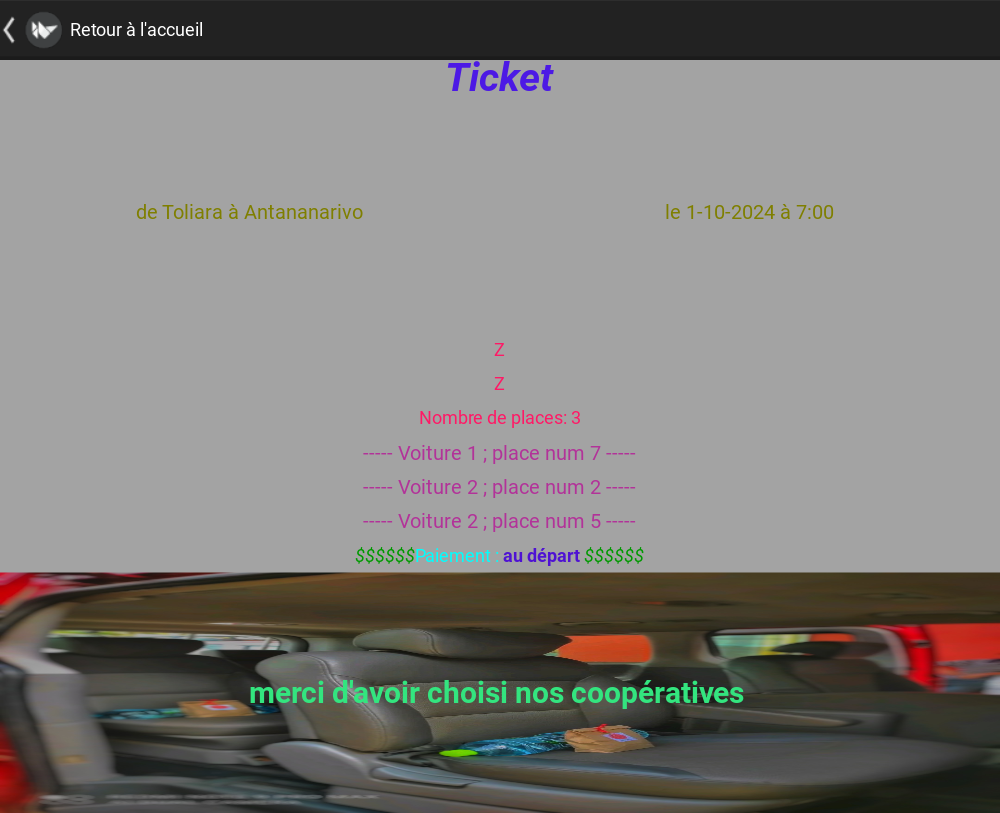 Retour à l'accueil
Ticket
de Toliara à Antananarivo le 1-10-2024 à 7:00
Z
Z
Nombre de places: 3
----- Voiture 1 ; place num 7 -----
----- Voiture 2 ; place num 2 -----
----- Voiture 2 ; place num 5 -----
$$$$$$Paiement : au départ $$$$$$
merci d'avoir choisi nos coopératives